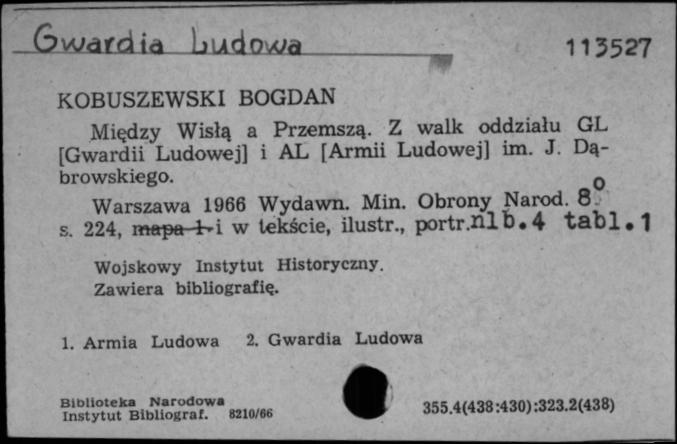 Gwardia Ludowa
113527
KOBUSZEWSKI BOGDAN
Między Wisłą a Przemszą. Z walk oddziału GL
[Gwardii Ludowej] i AL [Armii Ludowej] im. J. Dą-
browskiego.
Warszawa 1966 Wydawn. Min. Obrony Narod. 8⁰.
s. 224, mapa 1 i w tekście, ilustr., portr.nlb.4 tabl.1
Wojskowy Instytut Historyczny.
Zawiera bibliografię.
1. Armia Ludowa 2. Gwardia Ludowa
Biblioteka Narodowa
Instytut Bibliograf. 8210/66
355.4(438:430):323.2(438)